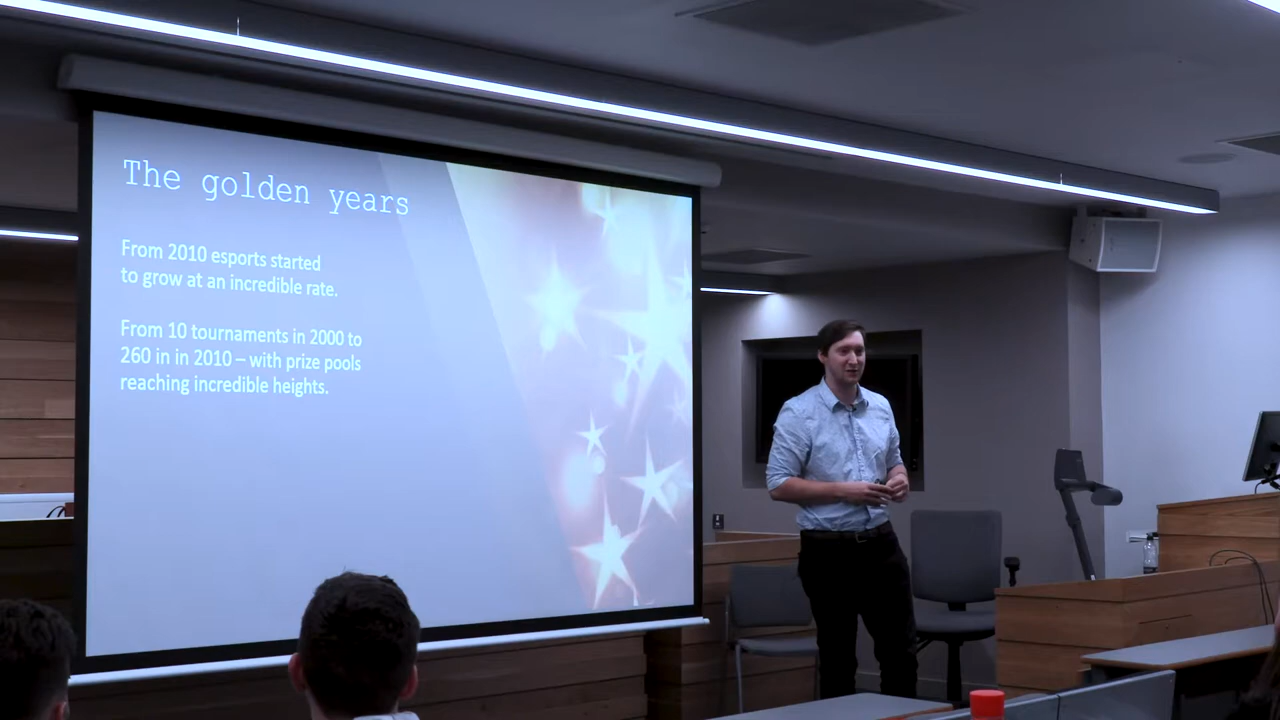 The golden years
From 2010 esports started
to grow at an incredible rate.
From 10 tournaments in 2000 to
260 in in 2010 – with prize pools
reaching incredible heights.